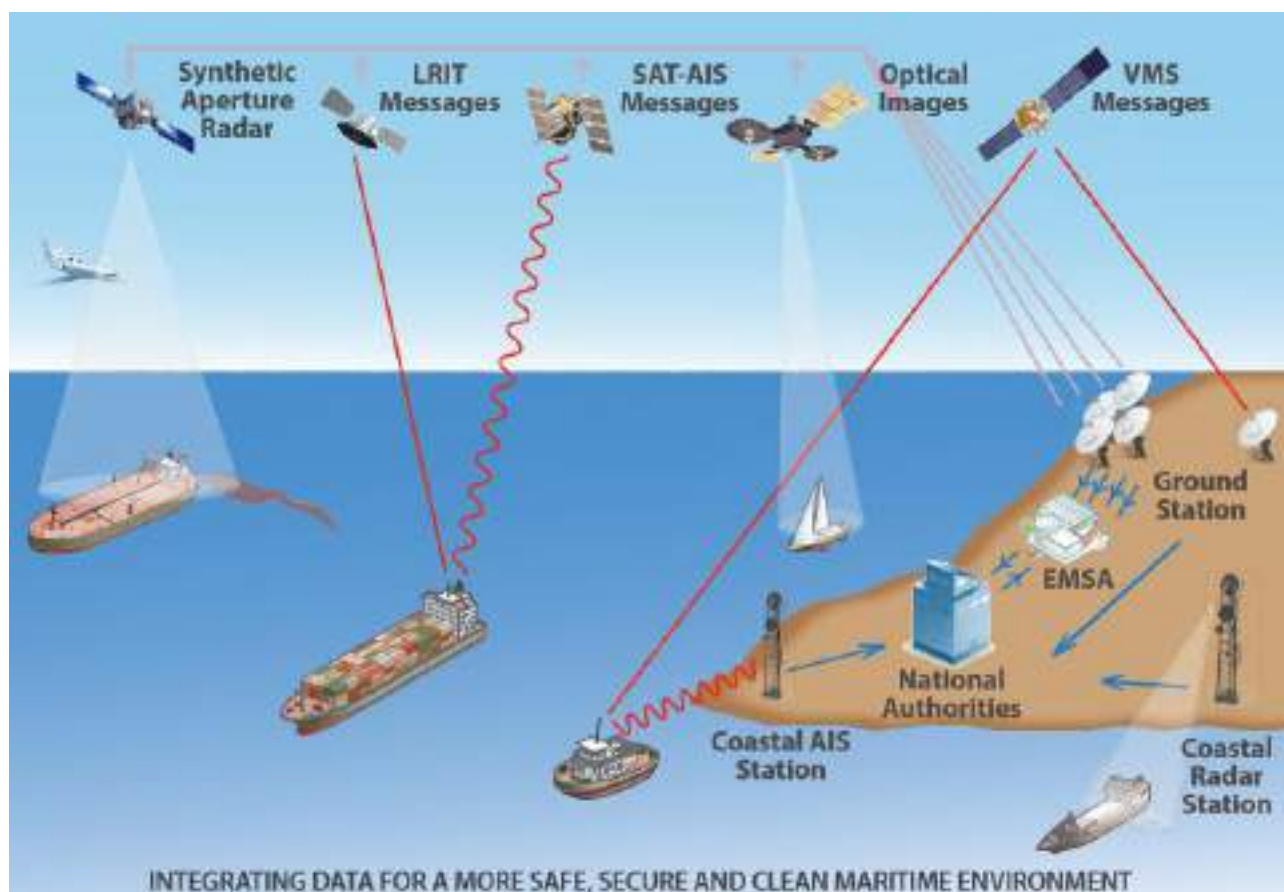 Synthetic
Aperture
Radar
LRIT
Messages
SAT-AIS
Messages
Optical
Images
VMS
Messages
Ground
Station
EMSA
National
Authorities
Coastal AIS
Station
Coastal
Radar
Station
INTEGRATING DATA FOR A MORE SAFE, SECURE AND CLEAN MARITIME ENVIRONMENT